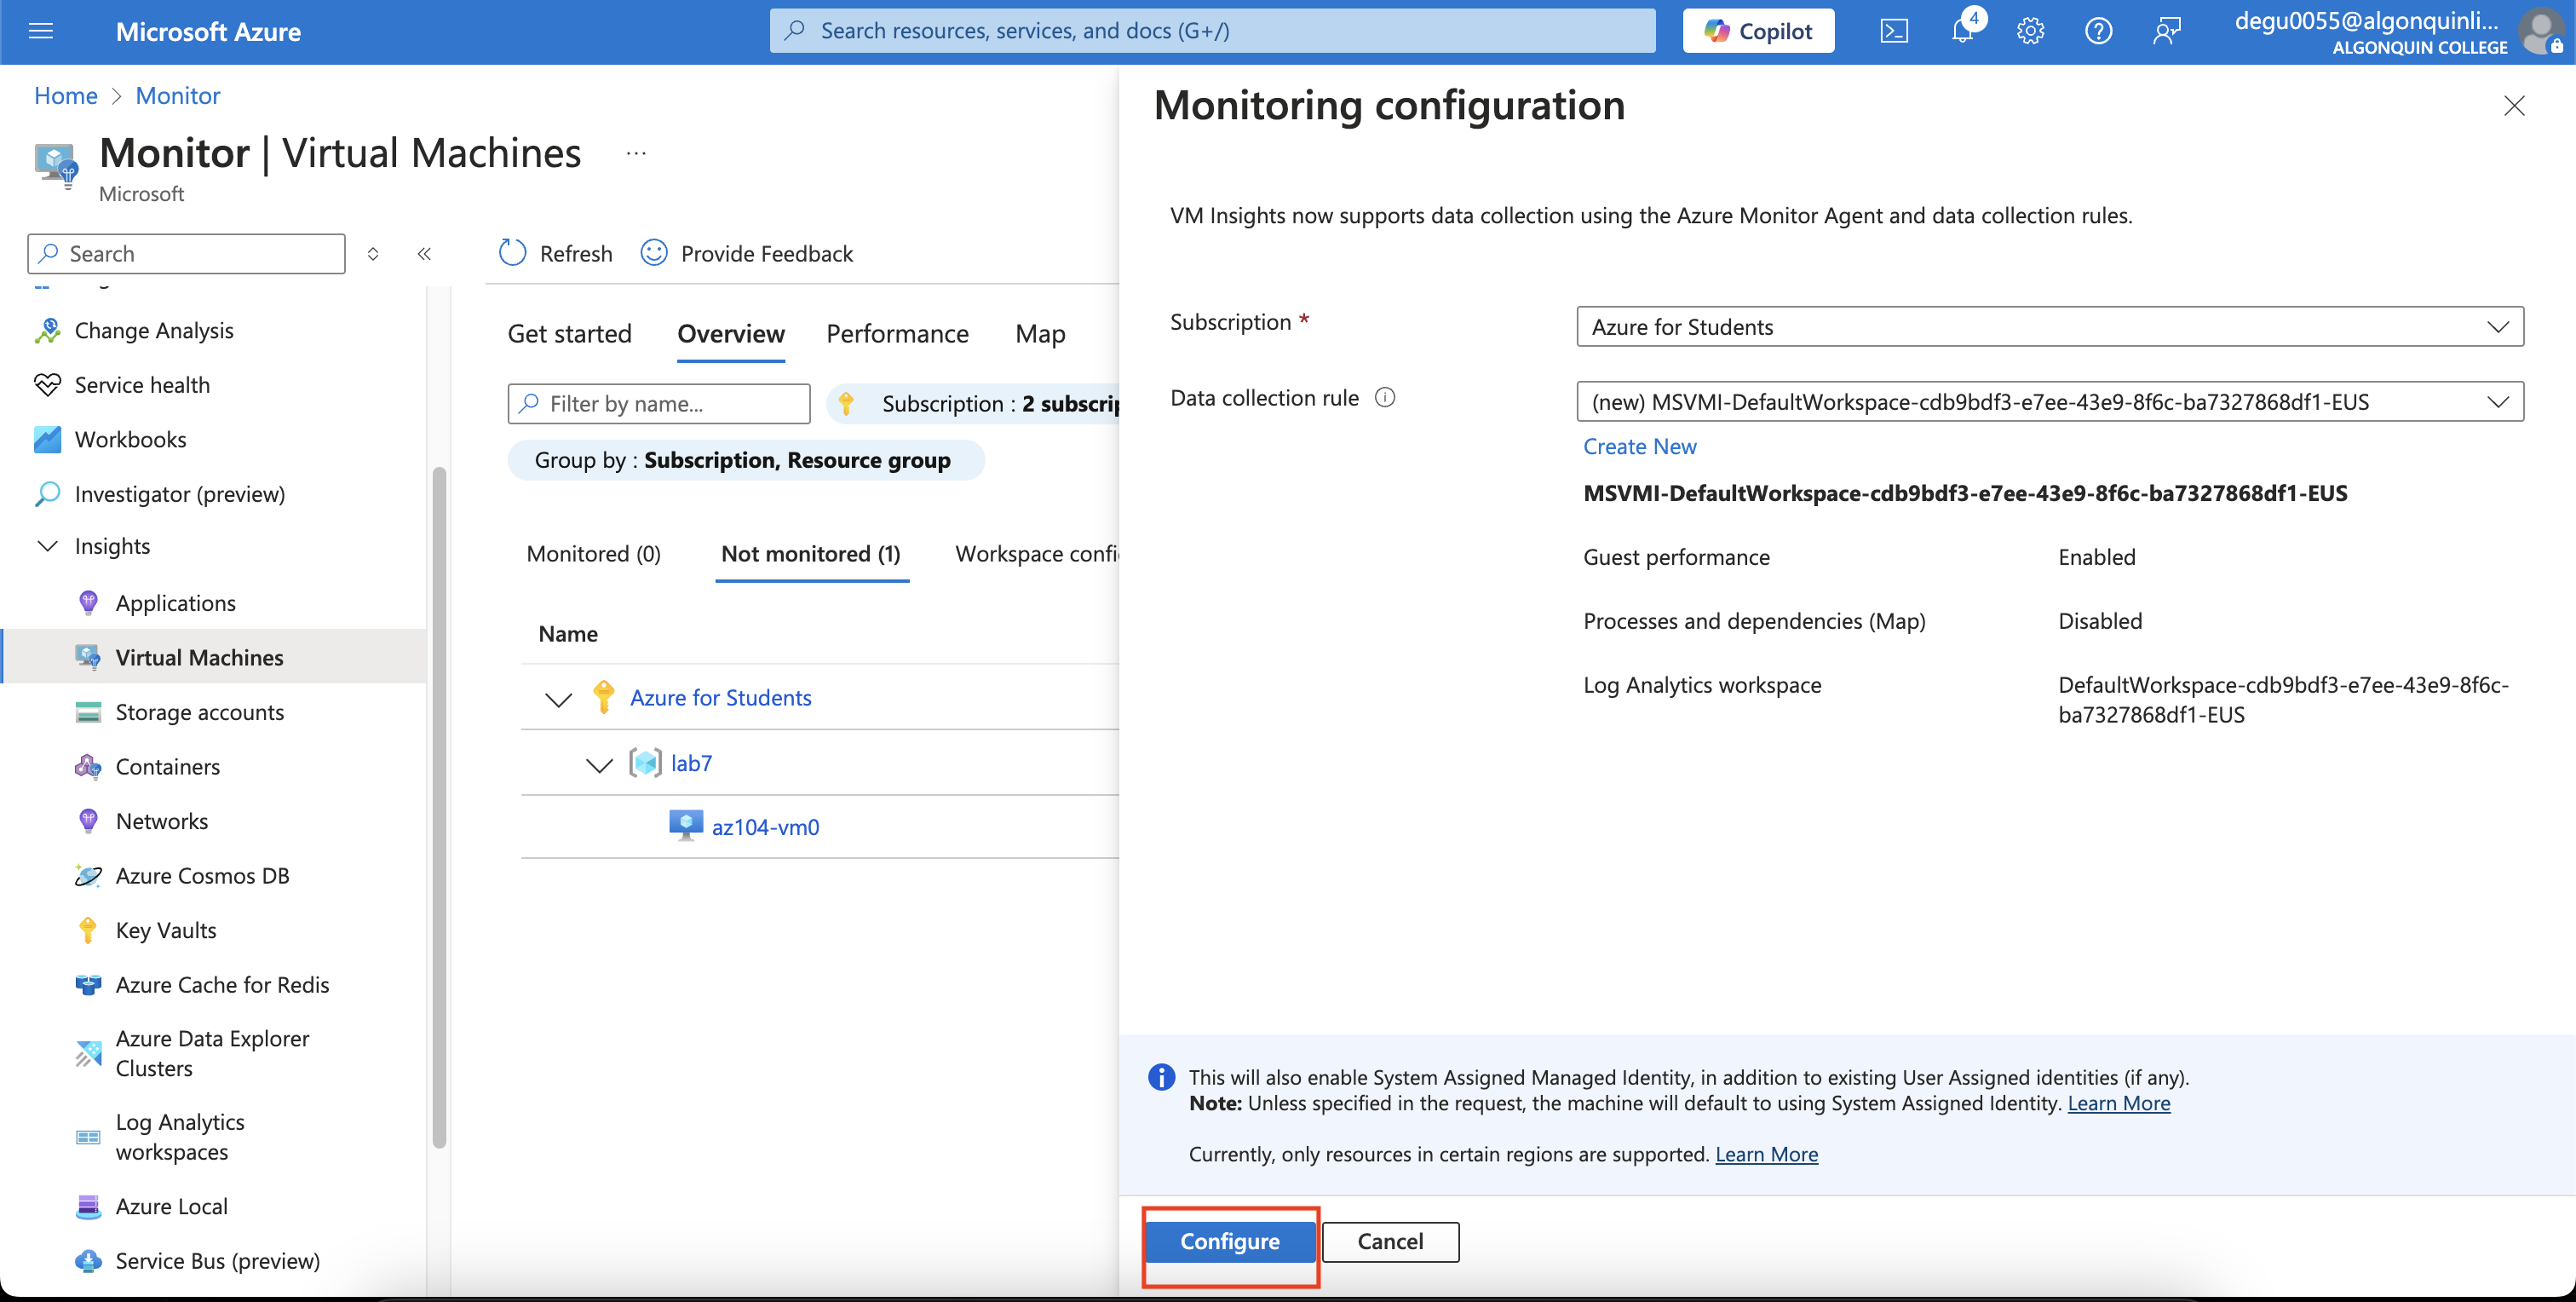 Microsoft Azure
Search resources, services, and docs (G+/)
Copilot
4
degu0055@algonquinli...
ALGONQUIN COLLEGE
Home > Monitor
Monitor | Virtual Machines ...
Microsoft
Search
Change Analysis
Service health
Workbooks
Investigator (preview)
Insights
Applications
Virtual Machines
Storage accounts
Containers
Networks
Azure Cosmos DB
Key Vaults
Azure Cache for Redis
Azure Data Explorer
Clusters
Log Analytics
workspaces
Azure Local
Service Bus (preview)
Refresh
Provide Feedback
Get started
Overview
Performance
Map
Filter by name...
Subscription : 2 subscrip
Group by : Subscription, Resource group
Monitored (0)
Not monitored (1)
Workspace confi
Name
Azure for Students
lab7
az104-vm0
Monitoring configuration
VM Insights now supports data collection using the Azure Monitor Agent and data collection rules.
Subscription *
Azure for Students
Data collection rule
(new) MSVMI-DefaultWorkspace-cdb9bdf3-e7ee-43e9-8f6c-ba7327868df1-EUS
Create New
MSVMI-DefaultWorkspace-cdb9bdf3-e7ee-43e9-8f6c-ba7327868df1-EUS
Guest performance
Enabled
Processes and dependencies (Map)
Disabled
Log Analytics workspace
DefaultWorkspace-cdb9bdf3-e7ee-43e9-8f6c-
ba7327868df1-EUS
This will also enable System Assigned Managed Identity, in addition to existing User Assigned identities (if any).
Note: Unless specified in the request, the machine will default to using System Assigned Identity. Learn More
Currently, only resources in certain regions are supported. Learn More
Configure
Cancel